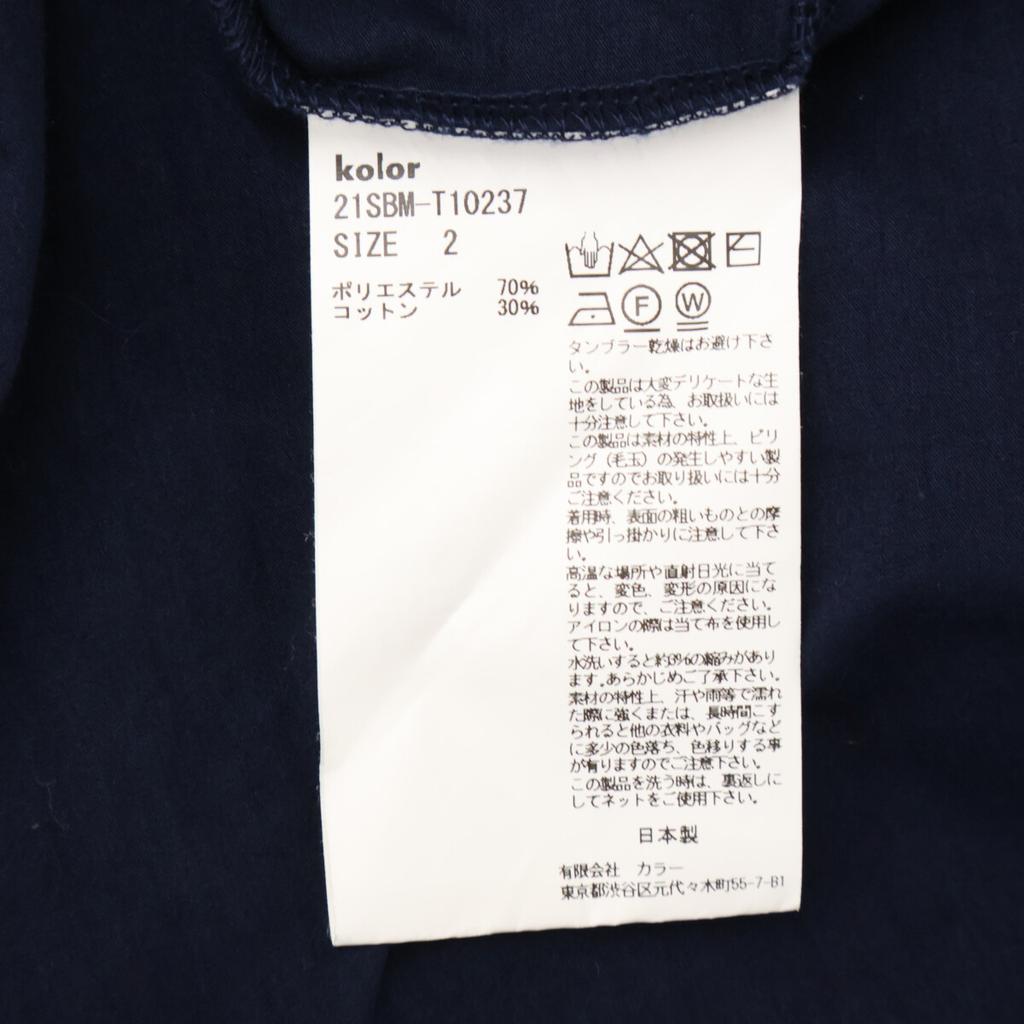 kolor
21SBM-T10237
SIZE 2
ポリエステル 70%
コットン 30%
F W
タンブラー乾燥はお避け下さ
い。
この製品は大変デリケートな生
地をしている為、お取扱いには
十分注意して下さい。
この製品は素材の特性上、ピリ
ング（毛玉）の発生しやすい製
品ですのでお取り扱いには十分
ご注意ください。
着用時、表面の粗いものとの摩
擦や引っ掛かりに注意して下さ
い。
高温な場所や直射日光に当て
ると、変色、変形の原因にな
りますので、ご注意ください。
アイロンの際は当て布を使用し
て下さい。
水洗いすると約3%の縮みがあり
ます。あらかじめご了承下さい。
素材の特性上、汗や雨等で濡れ
た際に強くまたは、長時間こす
られると他の衣料やバッグなど
に多少の色落ち、色移りする事
が有りますのでご注意下さい。
この製品を洗う時は、裏返しに
してネットをご使用下さい。
日本製
有限会社 カラー
東京都渋谷区元代々木町55-7-B1